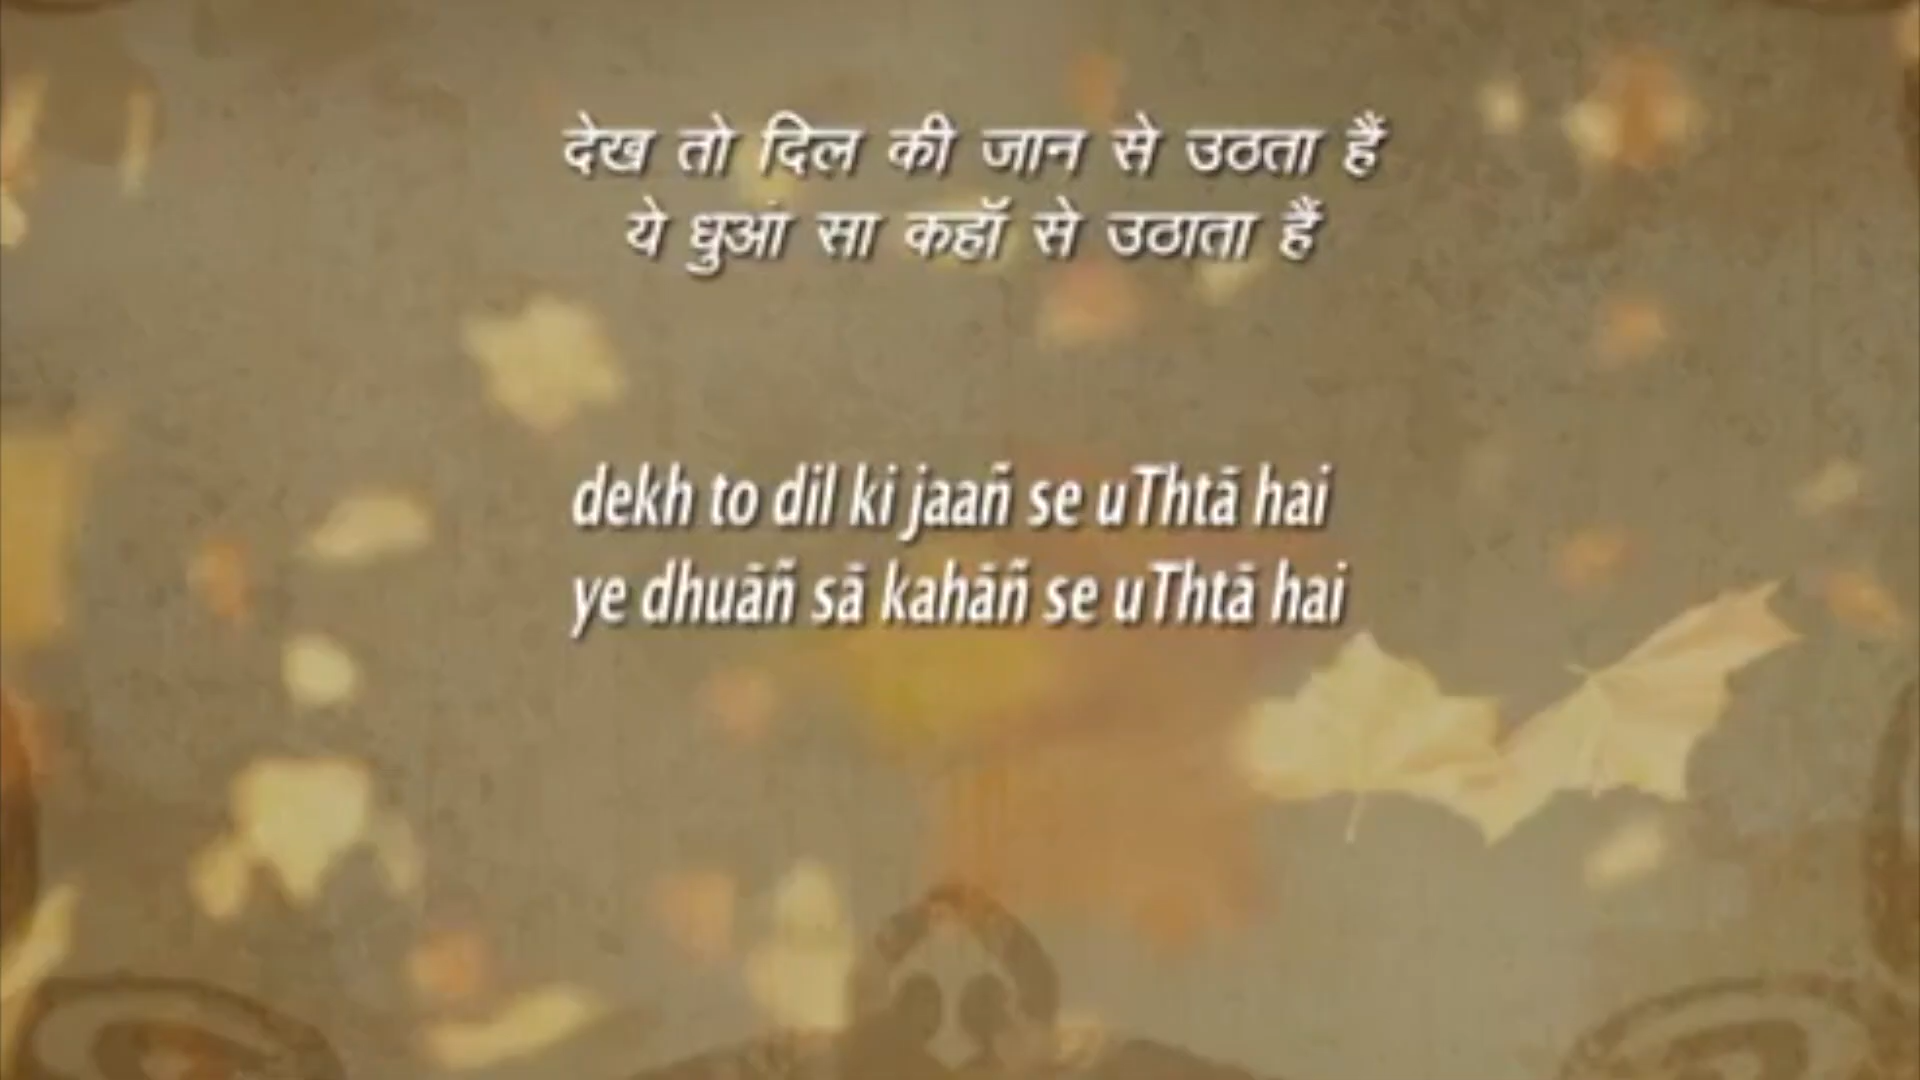 देख तो दिल की जान से उठता हैं
ये धुआं सा कहॉ से उठाता हैं
dekh to dil ki jaañ se uThtā hai
ye dhuāñ sā kahāñ se uThtā hai